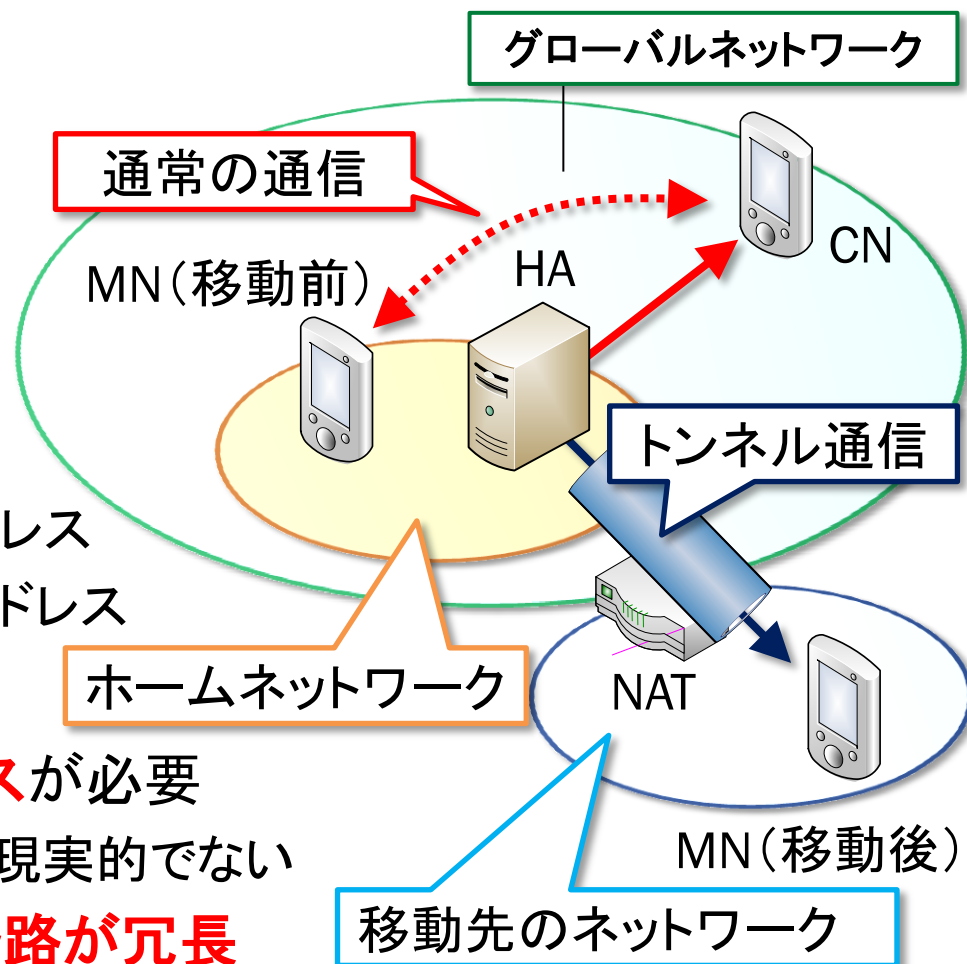 グローバルネットワーク
通常の通信
CN
HA
MN(移動前)
トンネル通信
レス
ドレス
ホームネットワーク
NAT
スが必要
現実的でない
MN(移動後)
路が冗長
移動先のネットワーク